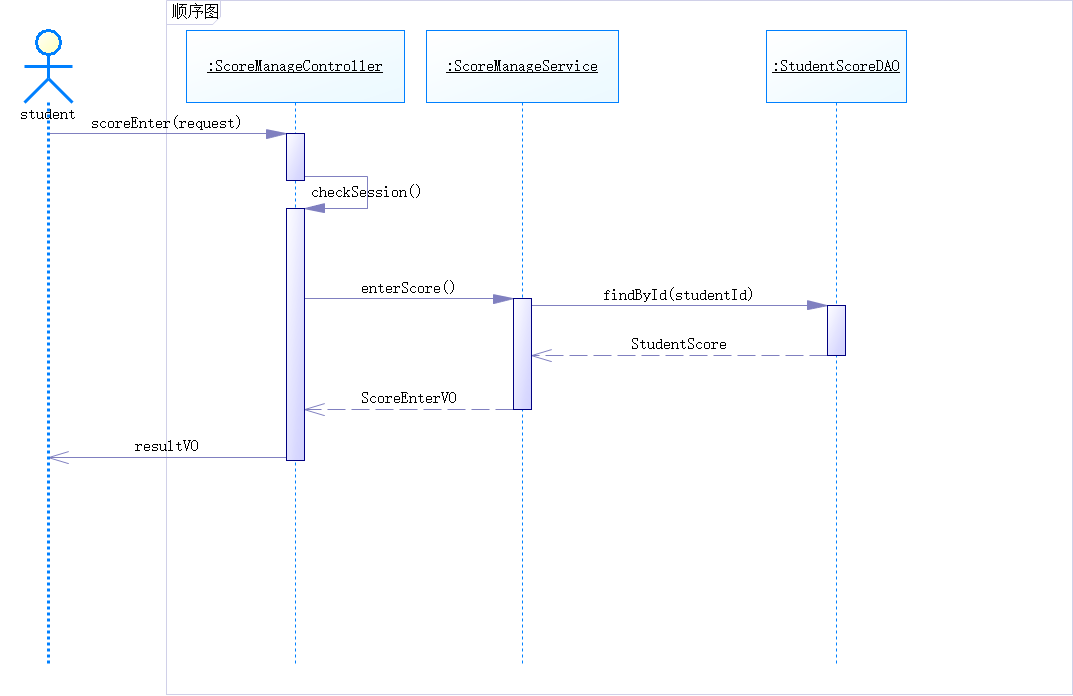 顺序图
:ScoreManageController
:ScoreManageService
:StudentScoreDAO
student
scoreEnter(request)
checkSession()
enterScore()
findById(studentId)
StudentScore
ScoreEnterVO
resultVO